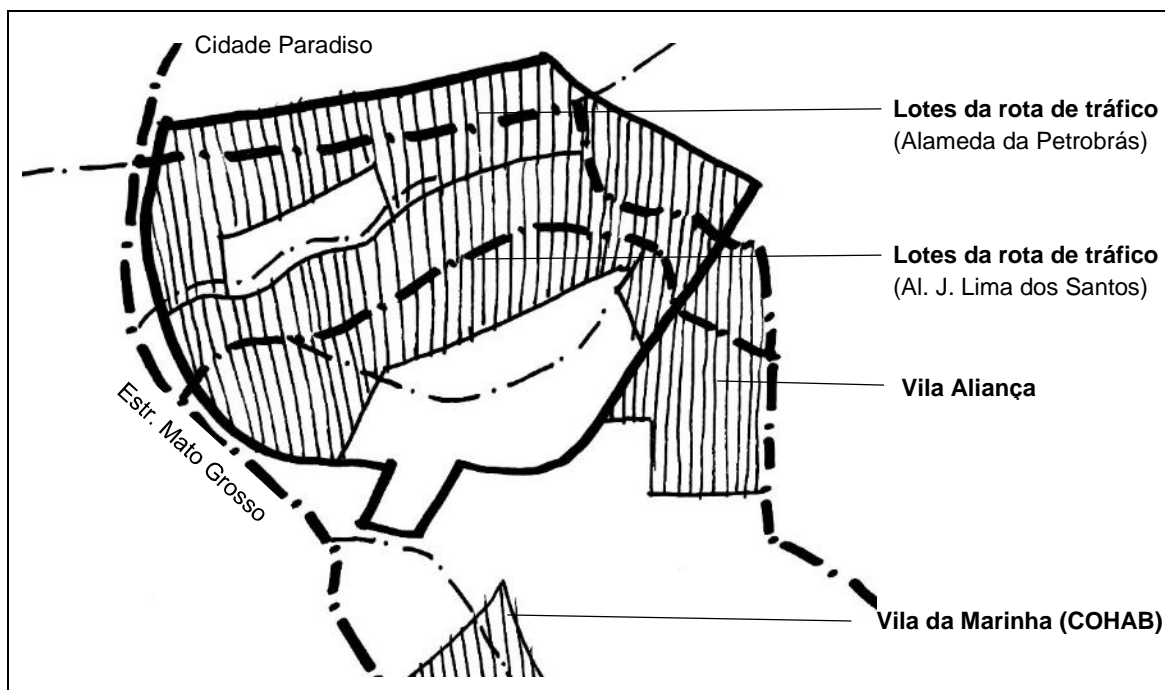 Cidade Paradiso
Lotes da rota de tráfico
(Alameda da Petrobrás)
Lotes da rota de tráfico
(Al. J. Lima dos Santos)
Vila Aliança
Estr. Mato Grosso
Vila da Marinha (COHAB)